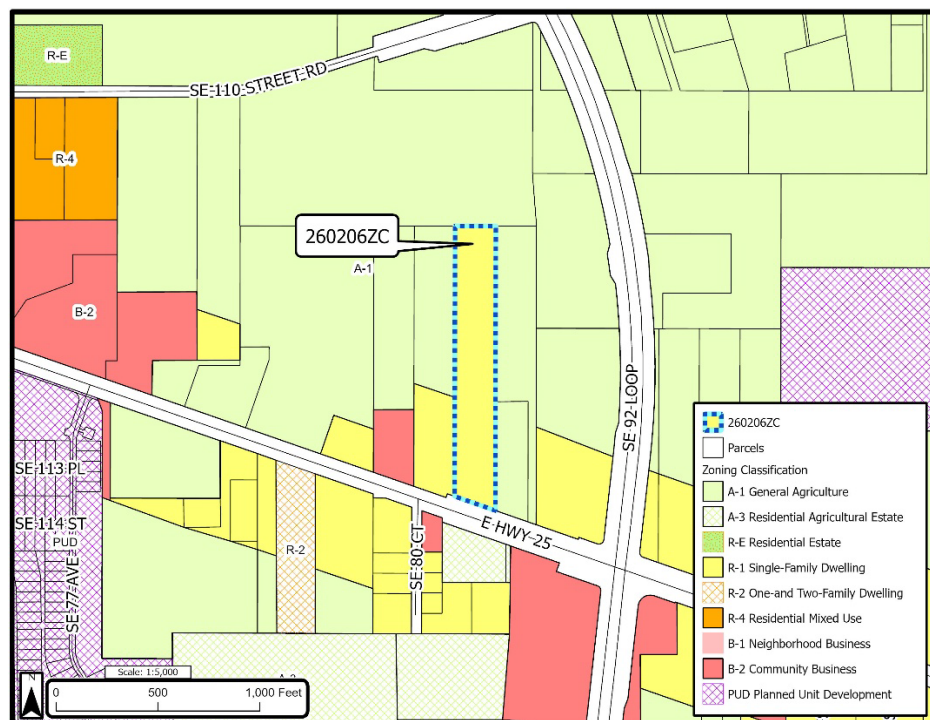 R-E
SE 110 STREET RD
R-4
260206ZC
A-1
B-2
SE 92 LOOP
SE 113 PL
SE 114 ST
PUD
SE 77 AVE
R-2
SE 80 CT
E HWY 25
260206ZC
Parcels
Zoning Classification
A-1 General Agriculture
A-3 Residential Agricultural Estate
R-E Residential Estate
R-1 Single-Family Dwelling
R-2 One-and Two-Family Dwelling
R-4 Residential Mixed Use
B-1 Neighborhood Business
B-2 Community Business
PUD Planned Unit Development
Scale: 1:5,000
N
0 500 1,000 Feet